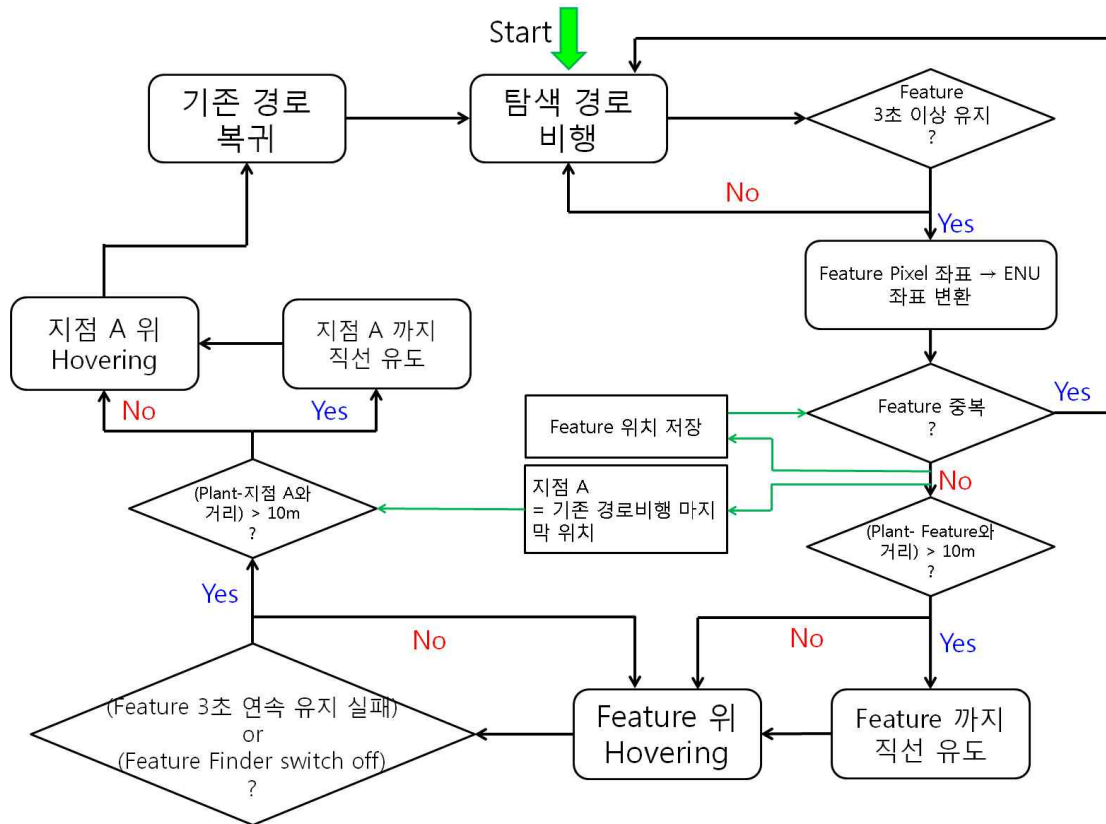 Start
기존 경로
복귀
탐색 경로
비행
Feature
3초 이상 유지
?
No
Yes
Feature Pixel 좌표 → ENU
좌표 변환
지점 A 위
Hovering
지점 A 까지
직선 유도
No
Yes
Feature 위치 저장
Feature 중복
?
Yes
No
(Plant-지점 A와
거리) > 10m
?
지점 A
= 기존 경로비행 마지
막 위치
(Plant- Feature와
거리) > 10m
?
Yes
No
No
Yes
(Feature 3초 연속 유지 실패)
or
(Feature Finder switch off)
?
Feature 위
Hovering
Feature 까지
직선 유도